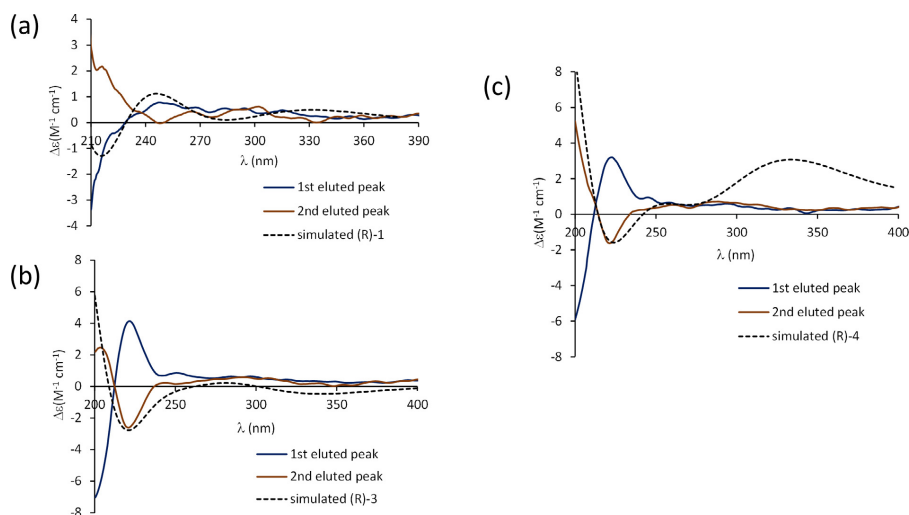 (a)
4
3
2
1
0
-1
-2
-3
-4
Δε(M⁻¹ cm⁻¹)
210 240 270 300 330 360 390
λ (nm)
1st eluted peak
2nd eluted peak
simulated (R)-1
(b)
8
6
4
2
0
-2
-4
-6
-8
Δε(M⁻¹ cm⁻¹)
200 250 300 350 400
λ (nm)
1st eluted peak
2nd eluted peak
simulated (R)-3
(c)
8
6
4
2
0
-2
-4
-6
-8
Δε(M⁻¹ cm⁻¹)
200 250 300 350 400
λ (nm)
1st eluted peak
2nd eluted peak
simulated (R)-4